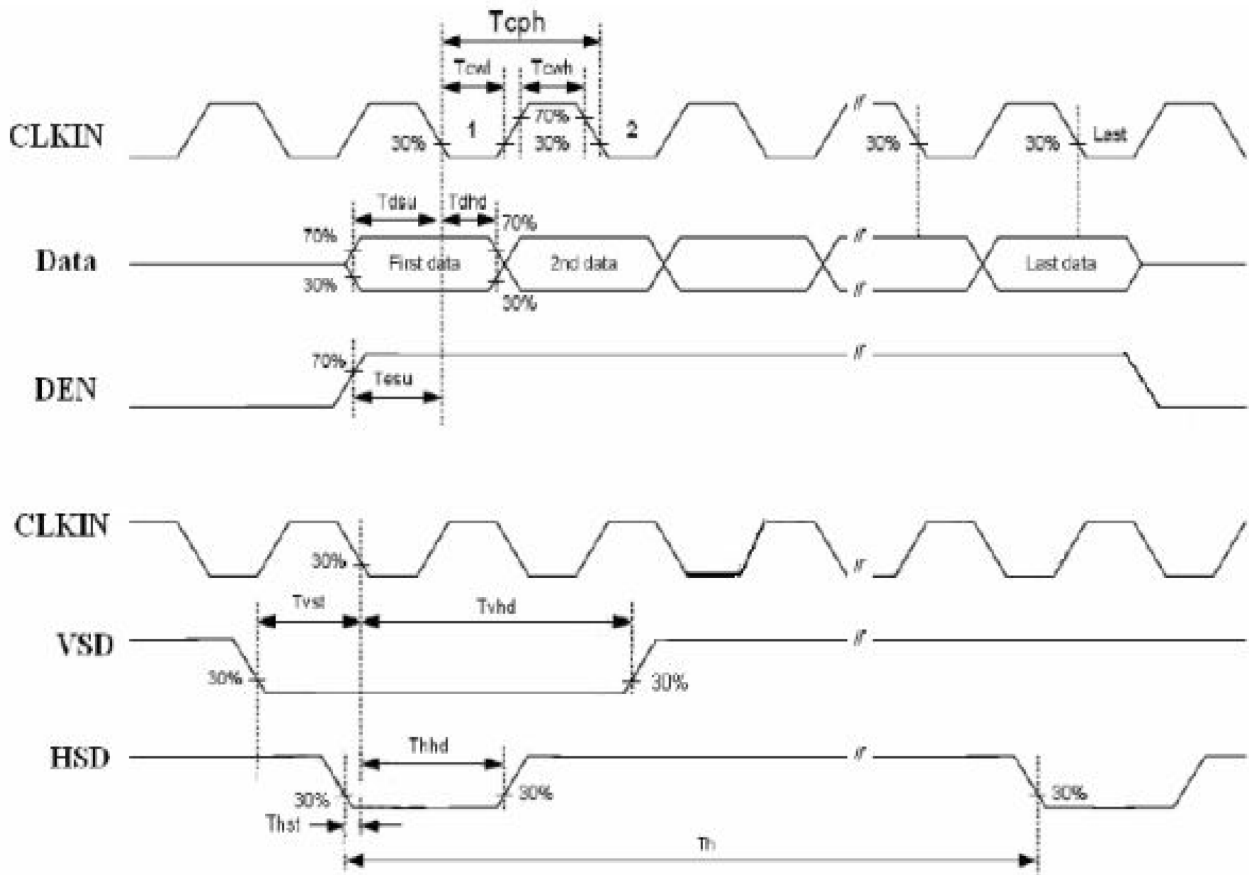 Tcph
Tcwl Tcwh
CLKIN 30% 1 70% 30% 2 30% 30% Last
Tdsu Tdhd
70% 70%
Data First data 2nd data Last data
30% 30%
70%
DEN Tesu
CLKIN
30%
Tvst Tvhd
VSD
30% 30%
HSD Thhd
30% 30% 30%
Thst
Th